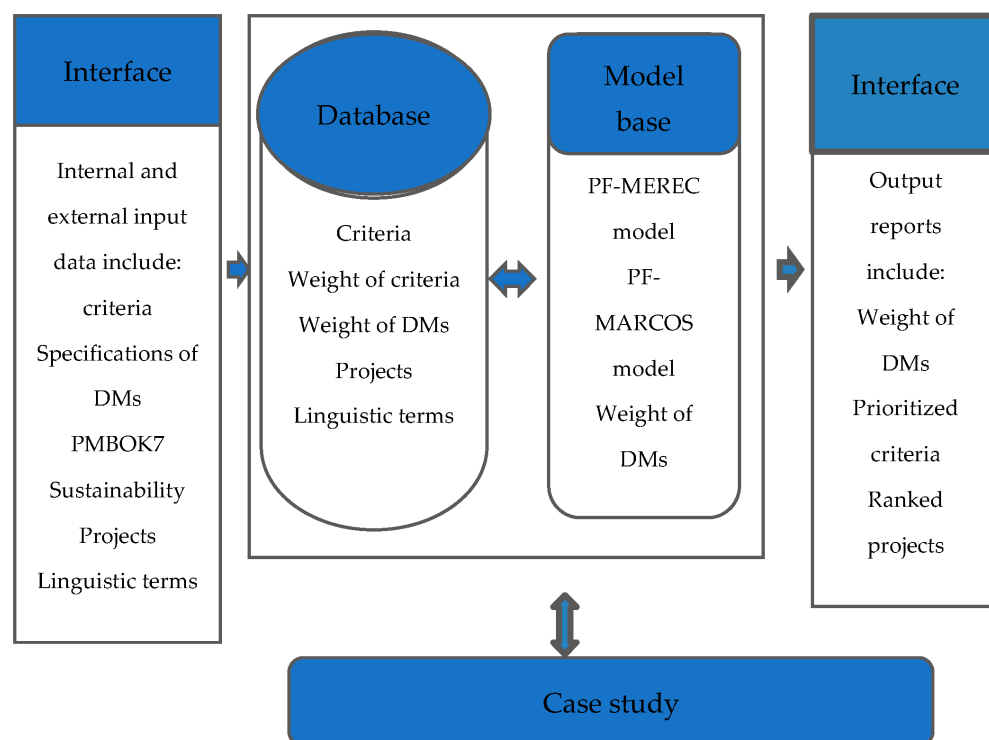 Interface
Internal and
external input
data include:
criteria
Specifications of
DMs
PMBOK7
Sustainability
Projects
Linguistic terms
Database
Criteria
Weight of criteria
Weight of DMs
Projects
Linguistic terms
Model
base
PF-MEREC
model
PF-
MARCOS
model
Weight of
DMs
Interface
Output
reports
include:
Weight of
DMs
Prioritized
criteria
Ranked
projects
Case study